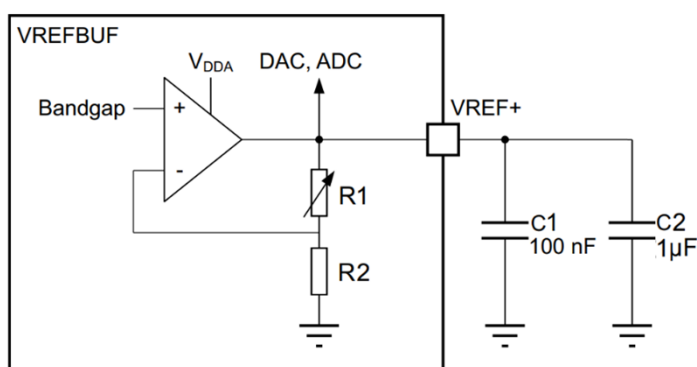 VREFBUF
VDDA
DAC, ADC
Bandgap
+
-
VREF+
R1
R2
C1
100 nF
C2
1µF